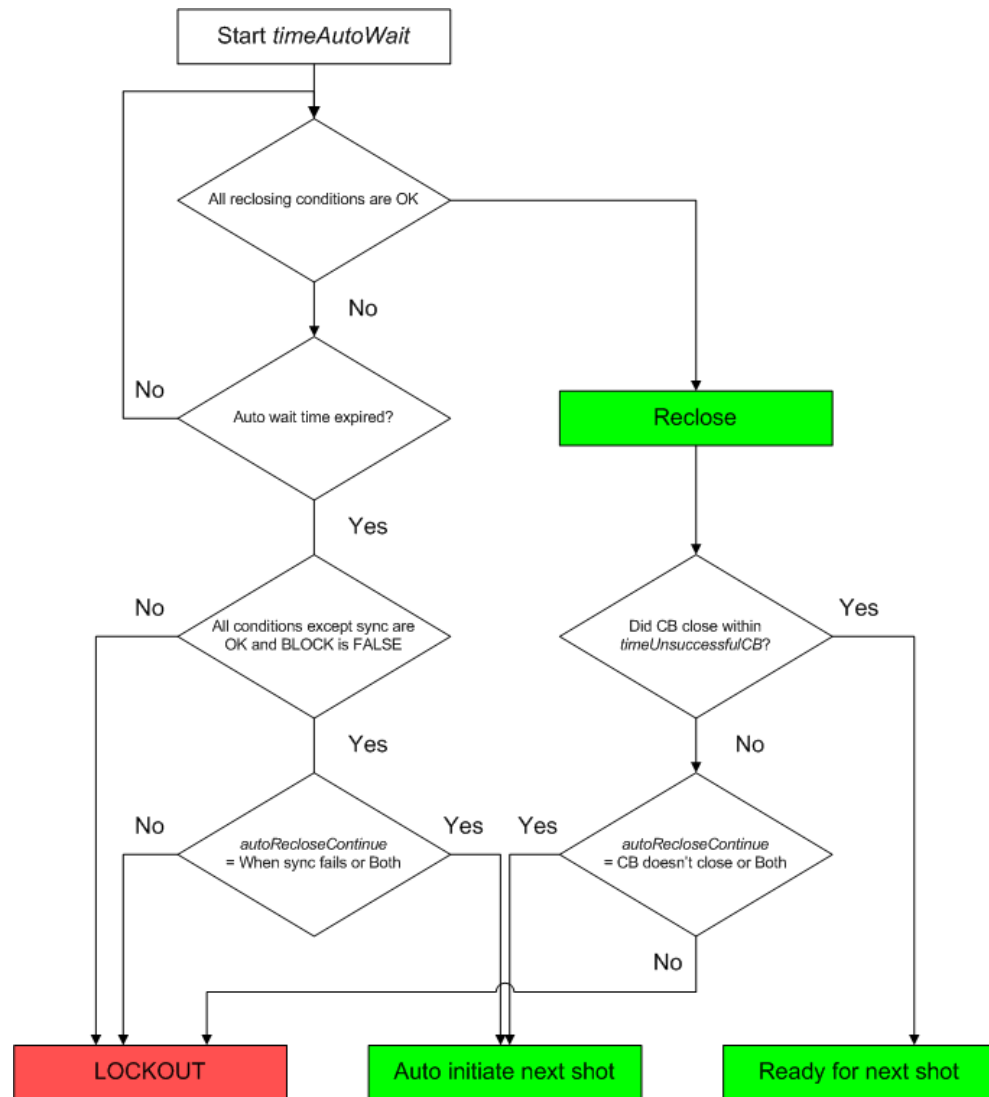 Start timeAutoWait
All reclosing conditions are OK
No
No
Auto wait time expired?
Reclose
Yes
No
All conditions except sync are
OK and BLOCK is FALSE
Did CB close within
timeUnsuccessfulCB?
Yes
Yes
No
No
autoRecloseContinue
= When sync fails or Both
Yes
Yes
autoRecloseContinue
= CB doesn't close or Both
No
LOCKOUT
Auto initiate next shot
Ready for next shot